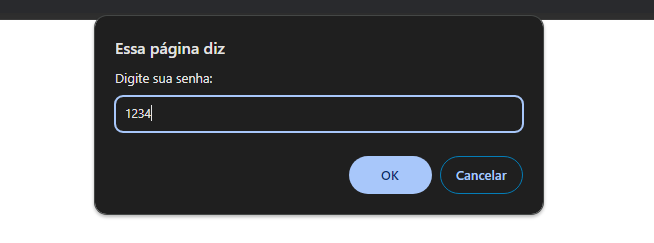 Essa página diz
Digite sua senha:
1234
OK
Cancelar